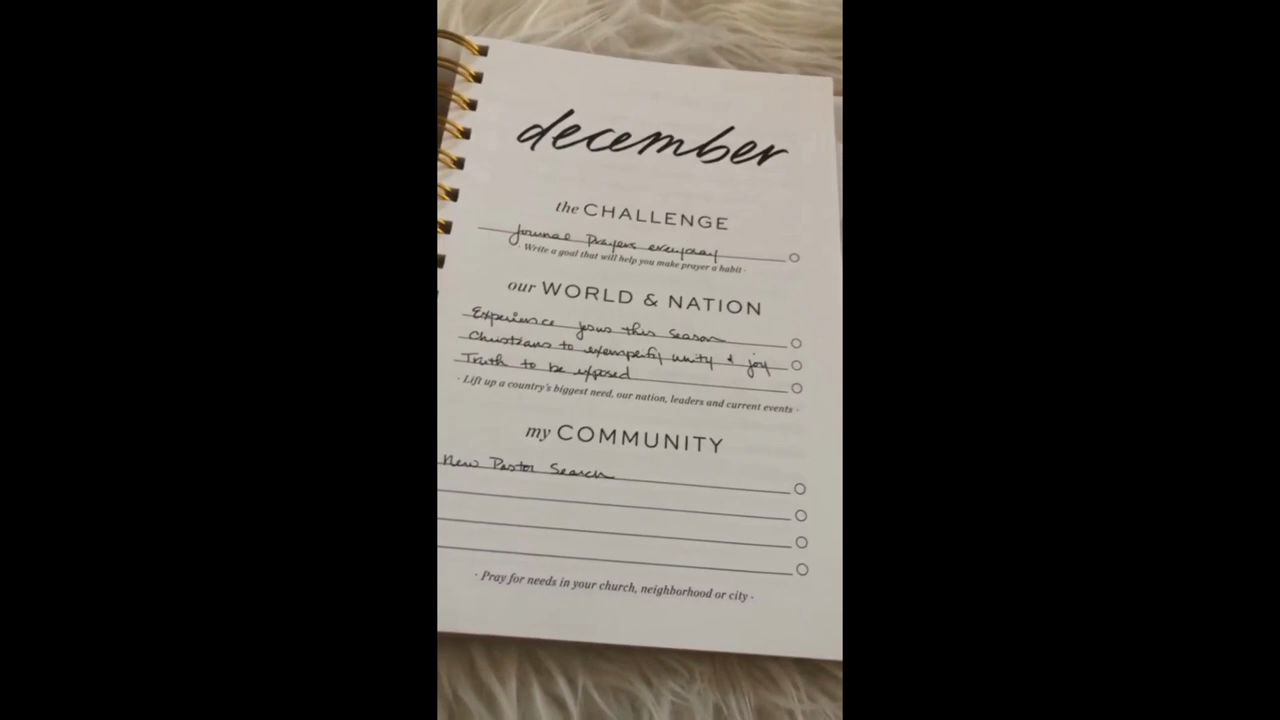 december
the CHALLENGE
Journal Prayers everyday
· Write a goal that will help you make prayer a habit ·
our WORLD & NATION
Experience Jesus this Season
Christians to exemplify unity & joy
Truth to be exposed
· Lift up a country's biggest need, our nation, leaders and current events ·
my COMMUNITY
New Pastor Search
· Pray for needs in your church, neighborhood or city ·